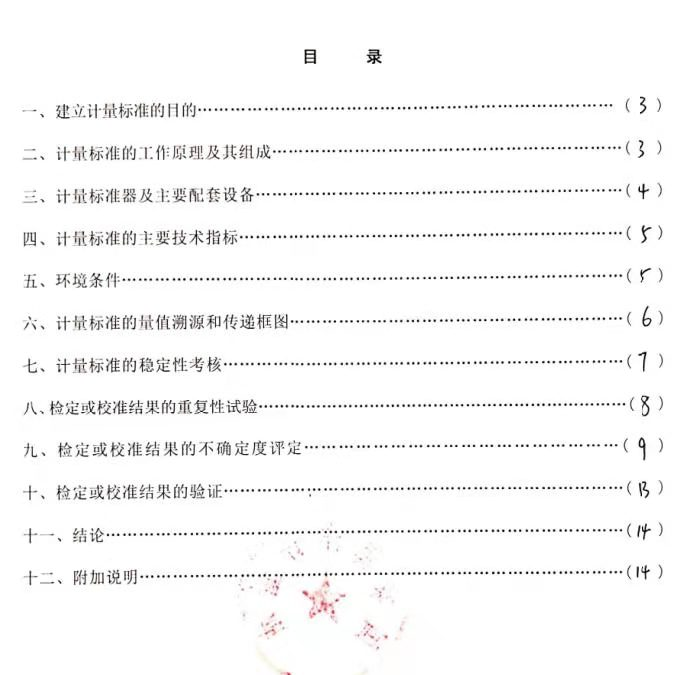 目 录
一、建立计量标准的目的……………………………………………………………………(3)
二、计量标准的工作原理及其组成…………………………………………………………(3)
三、计量标准器及主要配套设备……………………………………………………………(4)
四、计量标准的主要技术指标………………………………………………………………(5)
五、环境条件…………………………………………………………………………………(5)
六、计量标准的量值溯源和传递框图………………………………………………………(6)
七、计量标准的稳定性考核…………………………………………………………………(7)
八、检定或校准结果的重复性试验…………………………………………………………(8)
九、检定或校准结果的不确定度评定………………………………………………………(9)
十、检定或校准结果的验证…………………………………………………………………(13)
十一、结论……………………………………………………………………………………(14)
十二、附加说明………………………………………………………………………………(14)